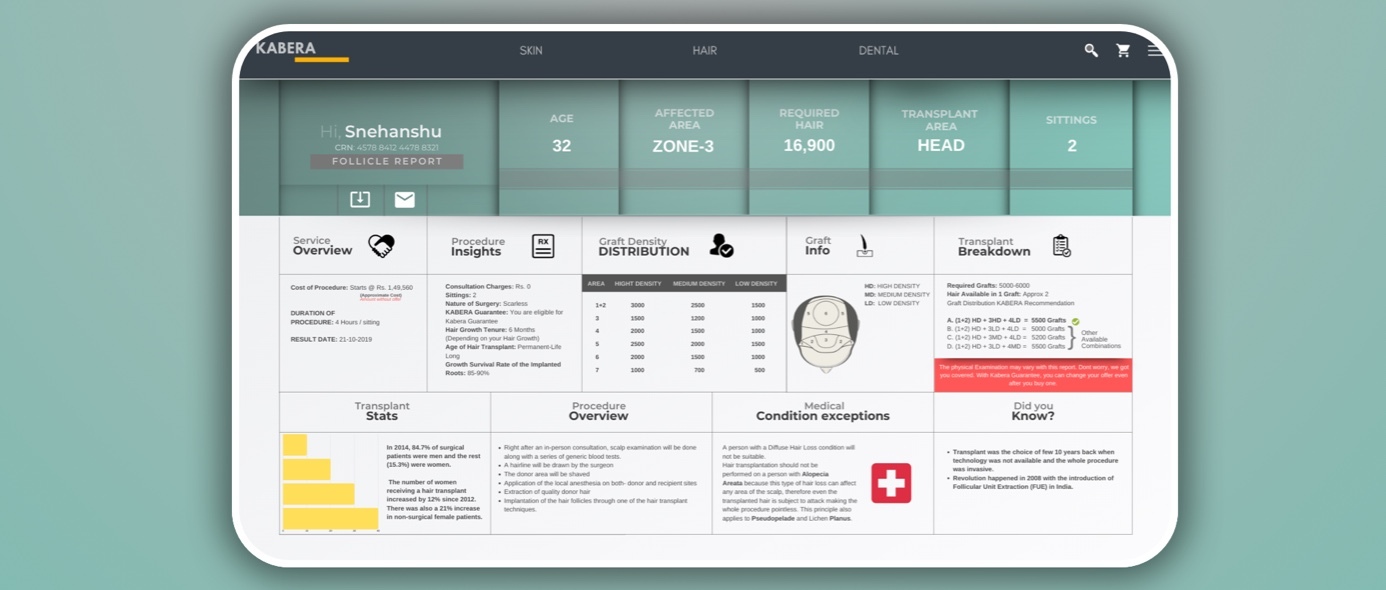 KABERA
SKIN
HAIR
DENTAL
Hi, Snehanshu
CRN: 4578 8412 4478 8321
FOLLICLE REPORT
AGE
32
AFFECTED
AREA
ZONE-3
REQUIRED
HAIR
16,900
TRANSPLANT
AREA
HEAD
SITTINGS
2
Service
Overview
Cost of Procedure: Starts @ Rs. 1,49,560
(Approximate Cost)
Amount without offer
DURATION OF
PROCEDURE: 4 Hours / sitting
RESULT DATE: 21-10-2019
Procedure
Insights
RX
Consultation Charges: Rs. 0
Sittings: 2
Nature of Surgery: Scarless
KABERA Guarantee: You are eligible for
Kabera Guarantee
Hair Growth Tenure: 6 Months
(Depending on your Hair Growth)
Age of Hair Transplant: Permanent-Life
Long
Growth Survival Rate of the Implanted
Roots: 85-90%
Graft Density
DISTRIBUTION
AREA HIGHT DENSITY MEDIUM DENSITY LOW DENSITY
1+2 3000 2500 1500
3 1500 1200 1000
4 2000 1500 1000
5 2500 2000 1500
6 2000 1500 1000
7 1000 700 500
Graft
Info
HD: HIGH DENSITY
MD: MEDIUM DENSITY
LD: LOW DENSITY
Transplant
Breakdown
Required Grafts: 5000-6000
Hair Available in 1 Graft: Approx 2
Graft Distribution KABERA Recommendation
A. (1+2) HD + 3HD + 4LD = 5500 Grafts
B. (1+2) HD + 3LD + 4LD = 5000 Grafts
C. (1+2) HD + 3MD + 4LD = 5200 Grafts
D. (1+2) HD + 3LD + 4MD = 5500 Grafts
Other
Available
Combinations
The physical Examination may vary with this report, Dont worry, we got
you covered. With Kabera Guarantee, you can change your offer even
after you buy one.
Transplant
Stats
In 2014, 84.7% of surgical
patients were men and the rest
(15.3%) were women.
The number of women
receiving a hair transplant
increased by 12% since 2012.
There was also a 21% increase
in non-surgical female patients.
Procedure
Overview
• Right after an in-person consultation, scalp examination will be done
along with a series of generic blood tests.
• A hairline will be drawn by the surgeon
• The donor area will be shaved
• Application of the local anesthesia on both- donor and recipient sites
• Extraction of quality donor hair
• Implantation of the hair follicles through one of the hair transplant
techniques.
Medical
Condition exceptions
A person with a Diffuse Hair Loss condition will
not be suitable.
Hair transplantation should not be
performed on a person with Alopecia
Areata because this type of hair loss can affect
any area of the scalp, therefore even the
transplanted hair is subject to attack making the
whole procedure pointless. This principle also
applies to Pseudopelade and Lichen Planus.
Did you
Know?
• Transplant was the choice of few 10 years back when
technology was not available and the whole procedure
was invasive.
• Revolution happened in 2008 with the introduction of
Follicular Unit Extraction (FUE) in India.